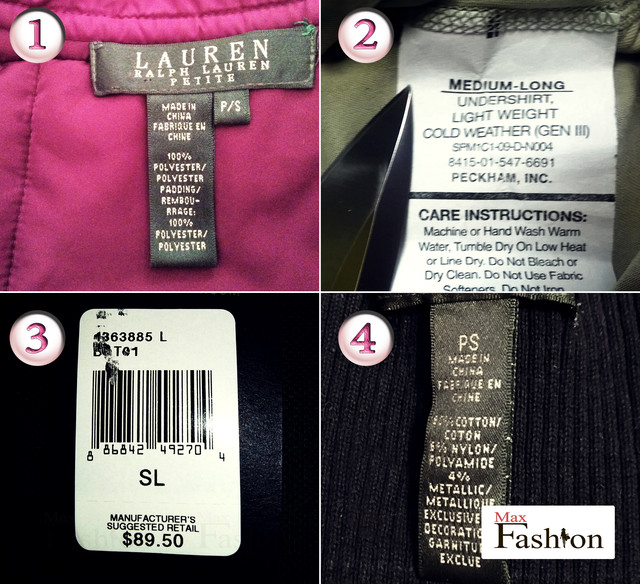 1
LAUREN
RALPH LAUREN
PETITE
P/S
MADE IN
CHINA
FABRIQUE EN
CHINE
100%
POLYESTER/
POLYESTER
PADDING/
REMBOU-
RRAGE:
100%
POLYESTER/
POLYESTER
2
MEDIUM-LONG
UNDERSHIRT,
LIGHT WEIGHT
COLD WEATHER (GEN III)
SPM1C1-09-D-N004
8415-01-547-6691
PECKHAM, INC.
CARE INSTRUCTIONS:
Machine or Hand Wash Warm
Water, Tumble Dry On Low Heat
or Line Dry. Do Not Bleach or
Dry Clean. Do Not Use Fabric
Softeners. Do Not Iron
3
4363885 L
8 86842 49270 4
SL
MANUFACTURER'S
SUGGESTED RETAIL
$89.50
4
PS
MADE IN
CHINA
FABRIQUE EN
CHINE
COTTON/
COTON
NYLON/
POLYAMIDE
4%
METALLIC/
METALLIQUE
EXCLUSIVE
DECORATIO
GARNITU
EXCLUE
Max
Fashion